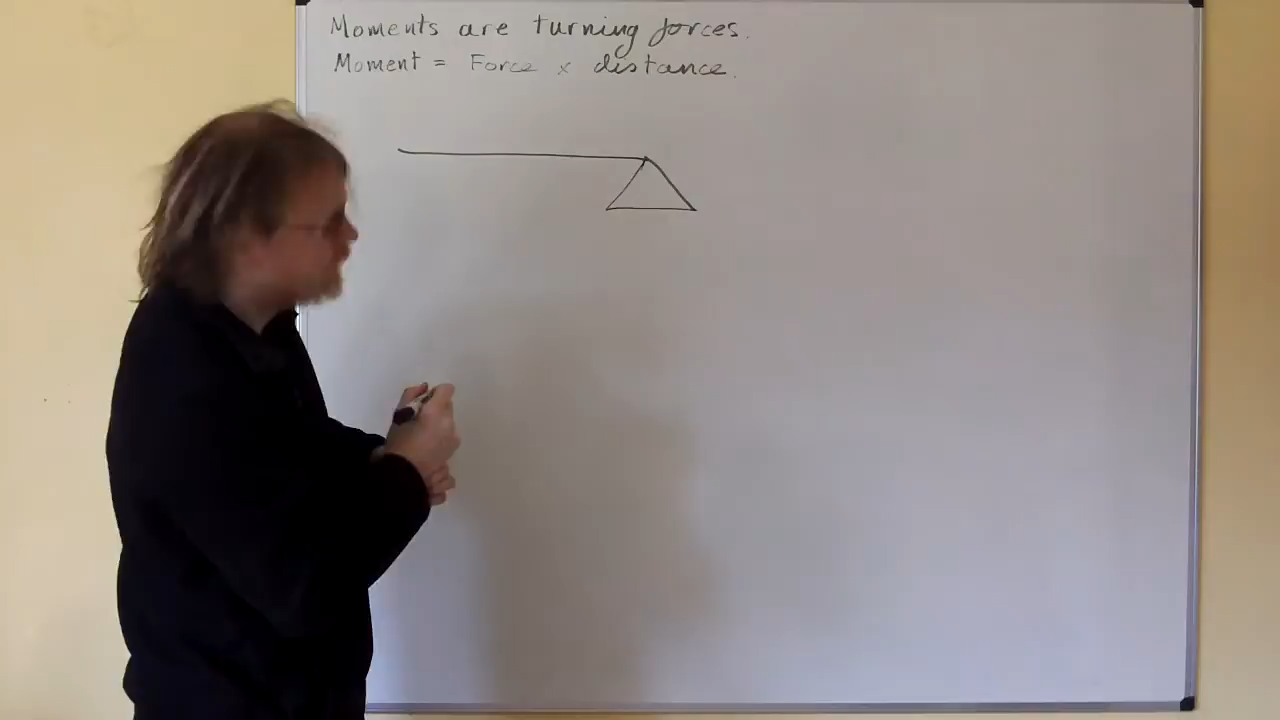 Moments are turning forces.
Moment = Force × distance.